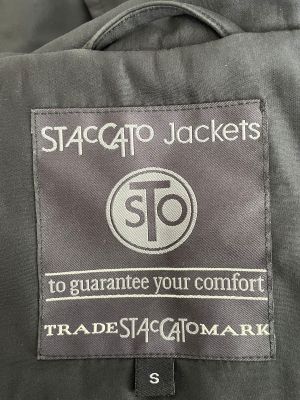 STACCATO Jackets
STO
to guarantee your comfort
TRADESTACCATOMARK
S